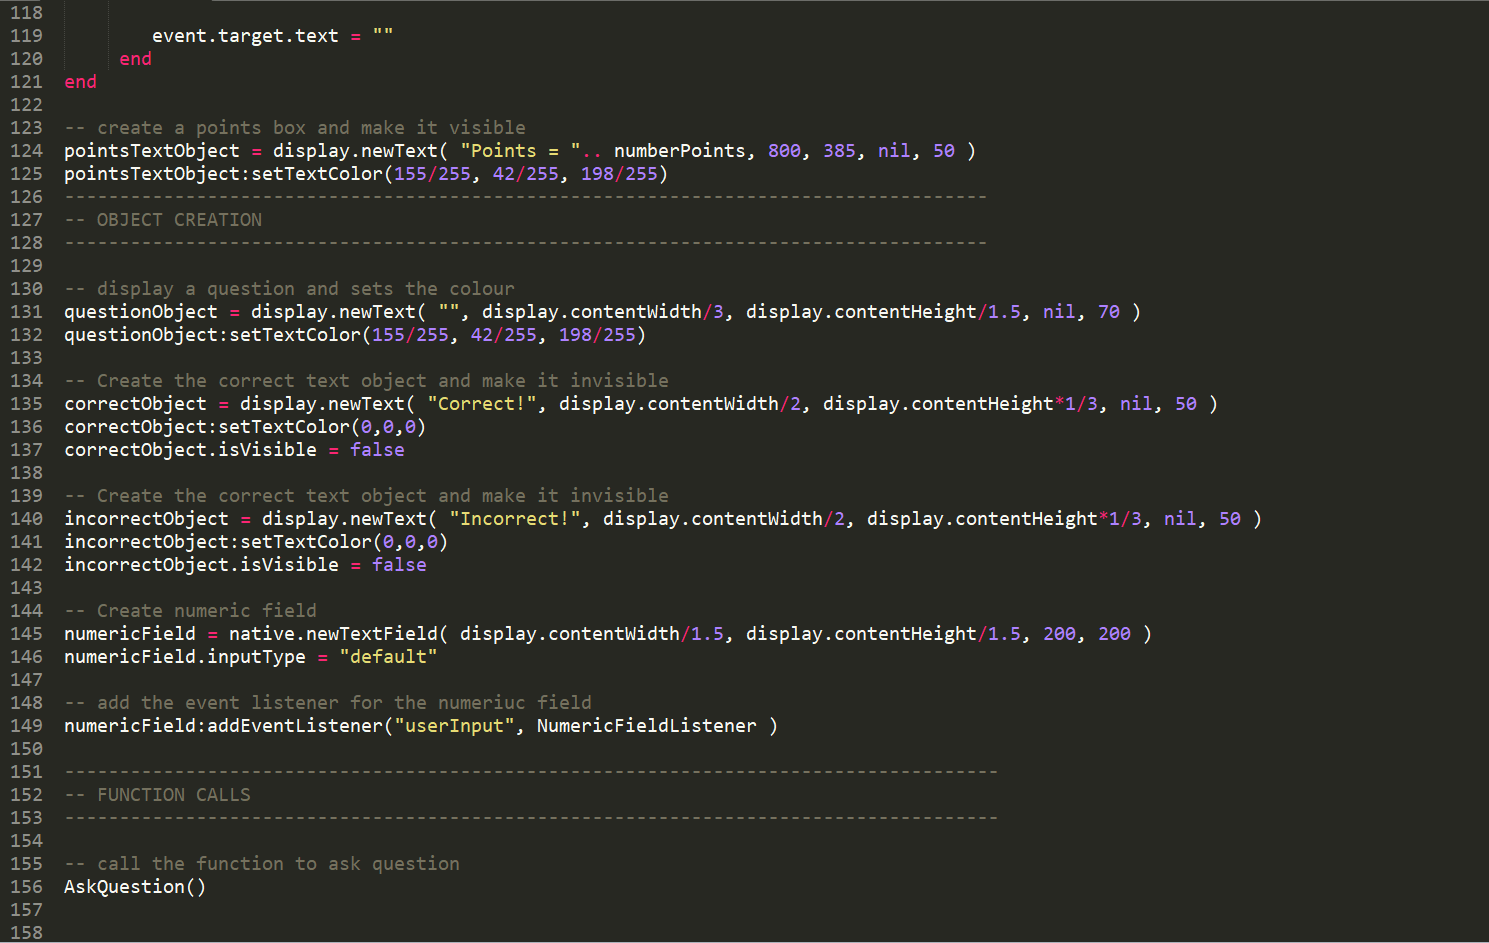 118
119 event.target.text = ""
120 end
121 end
122
123 -- create a points box and make it visible
124 pointsTextObject = display.newText( "Points = ".. numberPoints, 800, 385, nil, 50 )
125 pointsTextObject:setTextColor(155/255, 42/255, 198/255)
126 ------------------------------------------------------------------------------------
127 -- OBJECT CREATION
128 ------------------------------------------------------------------------------------
129
130 -- display a question and sets the colour
131 questionObject = display.newText( "", display.contentWidth/3, display.contentHeight/1.5, nil, 70 )
132 questionObject:setTextColor(155/255, 42/255, 198/255)
133
134 -- Create the correct text object and make it invisible
135 correctObject = display.newText( "Correct!", display.contentWidth/2, display.contentHeight*1/3, nil, 50 )
136 correctObject:setTextColor(0,0,0)
137 correctObject.isVisible = false
138
139 -- Create the correct text object and make it invisible
140 incorrectObject = display.newText( "Incorrect!", display.contentWidth/2, display.contentHeight*1/3, nil, 50 )
141 incorrectObject:setTextColor(0,0,0)
142 incorrectObject.isVisible = false
143
144 -- Create numeric field
145 numericField = native.newTextField( display.contentWidth/1.5, display.contentHeight/1.5, 200, 200 )
146 numericField.inputType = "default"
147
148 -- add the event listener for the numeriuc field
149 numericField:addEventListener("userInput", NumericFieldListener )
150
151 -------------------------------------------------------------------------------------
152 -- FUNCTION CALLS
153 -------------------------------------------------------------------------------------
154
155 -- call the function to ask question
156 AskQuestion()
157
158